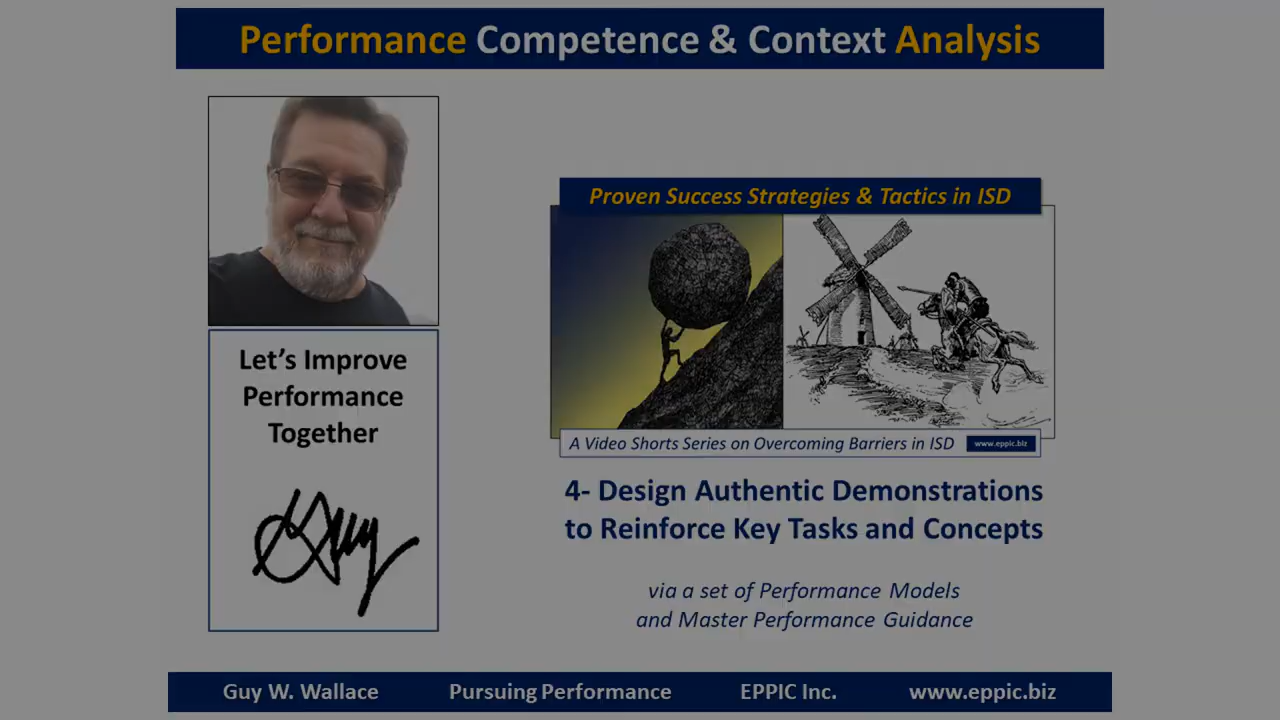 Performance Competence & Context Analysis
Let's Improve
Performance
Together
Guy
Proven Success Strategies & Tactics in ISD
A Video Shorts Series on Overcoming Barriers in ISD www.eppic.biz
4- Design Authentic Demonstrations
to Reinforce Key Tasks and Concepts
via a set of Performance Models
and Master Performance Guidance
Guy W. Wallace Pursuing Performance EPPIC Inc. www.eppic.biz